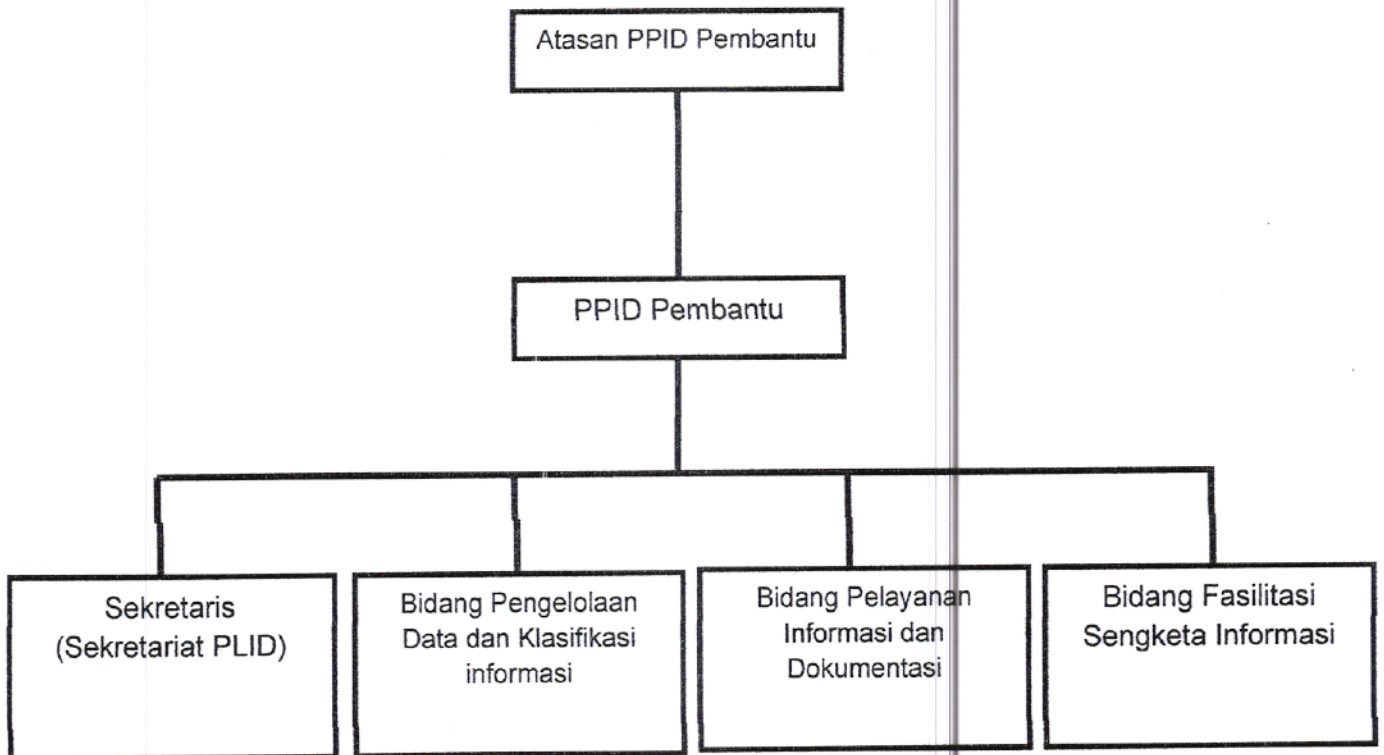 Atasan PPID Pembantu
PPID Pembantu
Sekretaris
(Sekretariat PLID)
Bidang Pengelolaan
Data dan Klasifikasi
informasi
Bidang Pelayanan
Informasi dan
Dokumentasi
Bidang Fasilitasi
Sengketa Informasi